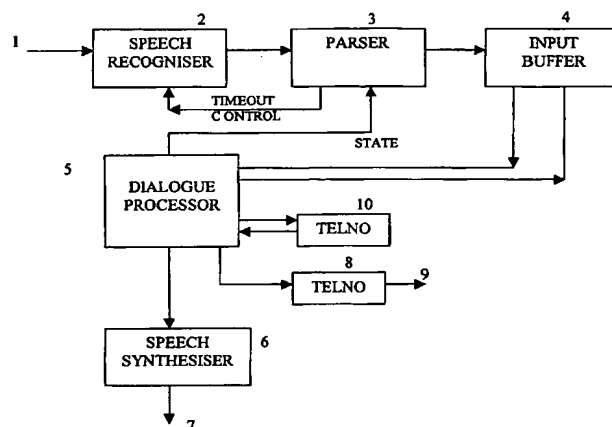 1
2
SPEECH
RECOGNISER
3
PARSER
4
INPUT
BUFFER
TIMEOUT
C ONTROL
STATE
5
DIALOGUE
PROCESSOR
10
TELNO
8
TELNO
9
SPEECH
SYNTHESISER
6
7